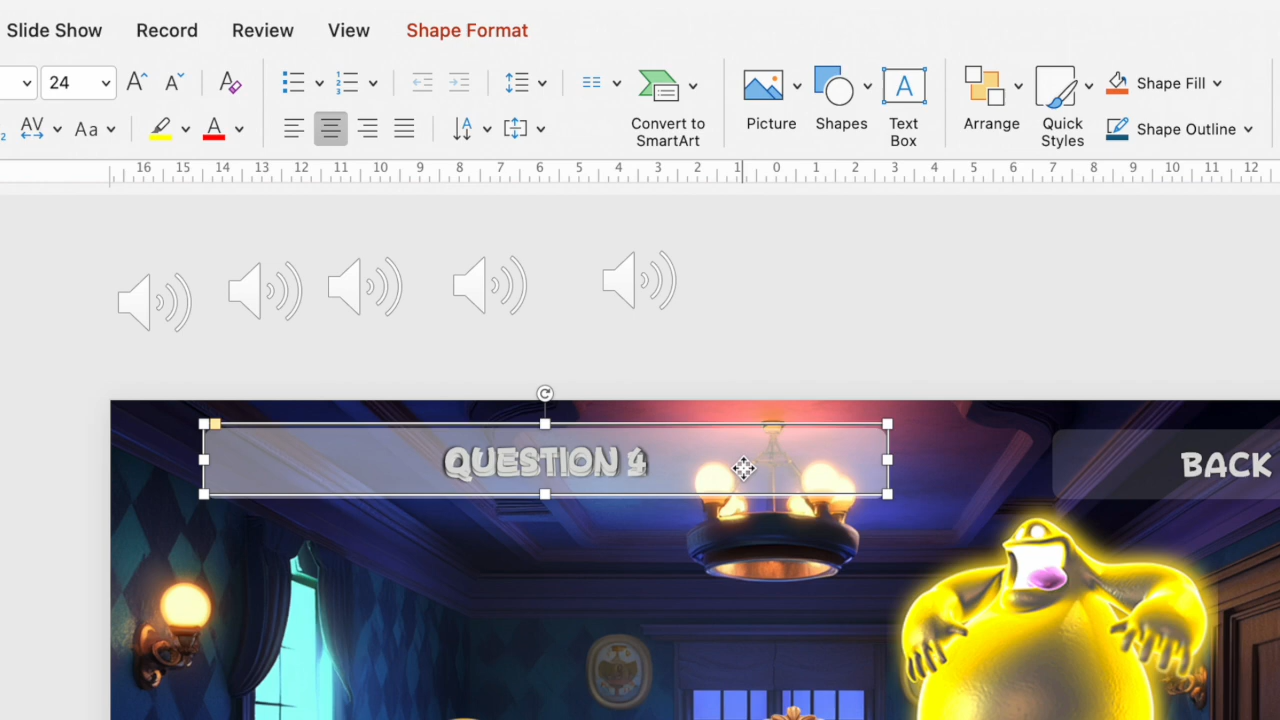 Slide Show Record Review View Shape Format
24
Convert to SmartArt
Picture Shapes Text Box Arrange Quick Styles
Shape Fill
Shape Outline
AV Aa A
16 15 14 13 12 11 10 9 8 7 6 5 4 3 2 1 0 1 2 3 4 5 6 7 8 9 10 11 12
QUESTION 4
BACK